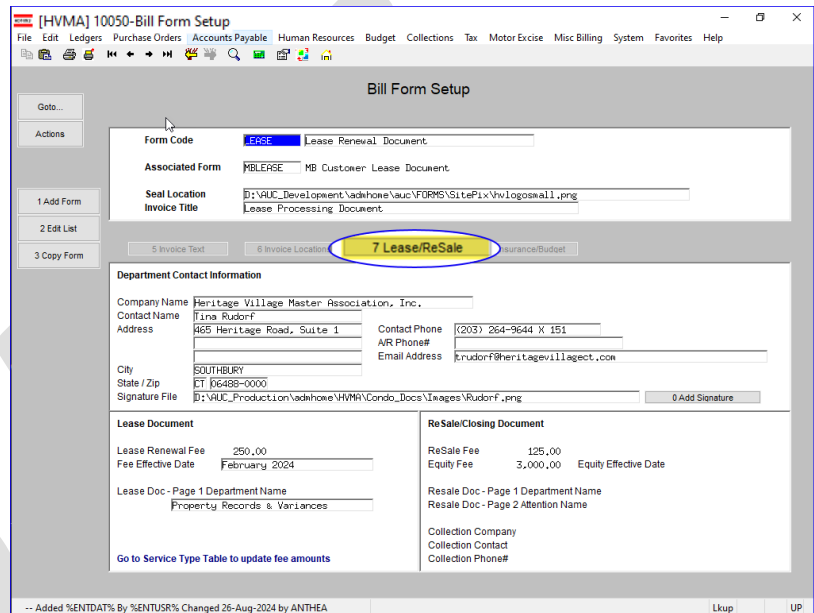 [HVMA] 10050-Bill Form Setup
File Edit Ledgers Purchase Orders Accounts Payable Human Resources Budget Collections Tax Motor Excise Misc Billing System Favorites Help
Bill Form Setup
Goto...
Actions
Form Code LEASE Lease Renewal Document
Associated Form MBLEASE MB Customer Lease Document
Seal Location D:\AUC_Development\admhome\auc\FORMS\SitePix\hvlogosmall.png
Invoice Title Lease Processing Document
1 Add Form
2 Edit List
3 Copy Form
5 Invoice Text 6 Invoice Location 7 Lease/ReSale surance/Budget
Department Contact Information
Company Name Heritage Village Master Association, Inc.
Contact Name Tina Rudorf
Address 465 Heritage Road, Suite 1 Contact Phone (203) 264-9644 X 151
A/R Phone#
Email Address trudorf@heritagevillagect.com
City SOUTHBURY
State / Zip CT 06488-0000
Signature File D:\AUC_Production\admhome\HVMA\Condo_Docs\Images\Rudorf.png 0 Add Signature
Lease Document ReSale/Closing Document
Lease Renewal Fee 250.00 ReSale Fee 125.00
Fee Effective Date February 2024 Equity Fee 3,000.00 Equity Effective Date
Lease Doc - Page 1 Department Name Resale Doc - Page 1 Department Name
Property Records & Variances Resale Doc - Page 2 Attention Name
Collection Company
Collection Contact
Go to Service Type Table to update fee amounts Collection Phone#
-- Added %ENTDAT% By %ENTUSR% Changed 26-Aug-2024 by ANTHEA Lkup UP